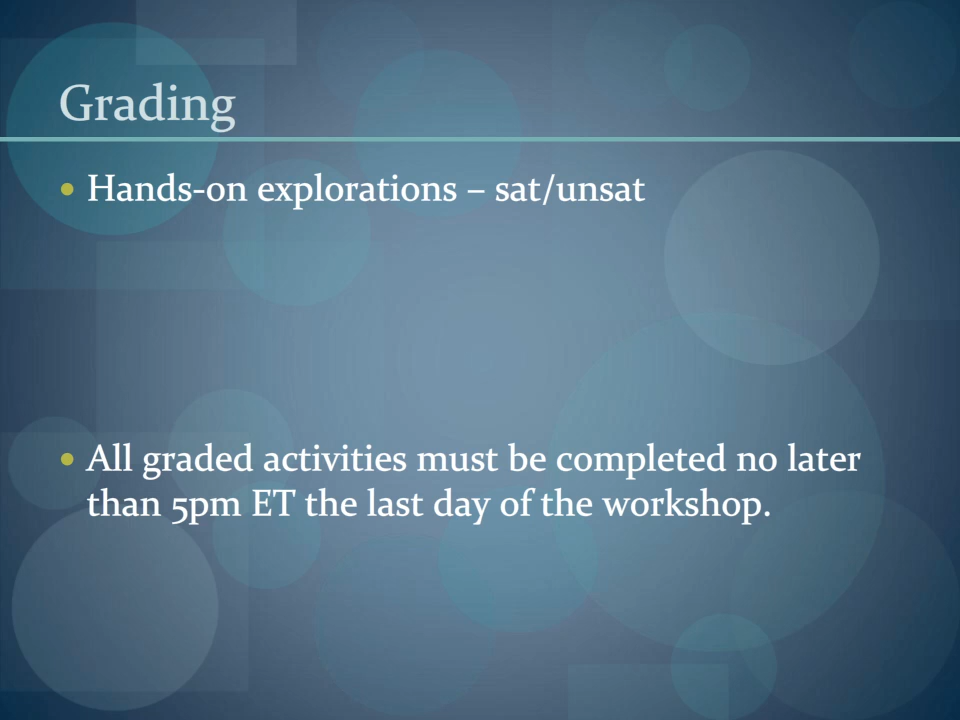 Grading
• Hands-on explorations – sat/unsat
• All graded activities must be completed no later
than 5pm ET the last day of the workshop.